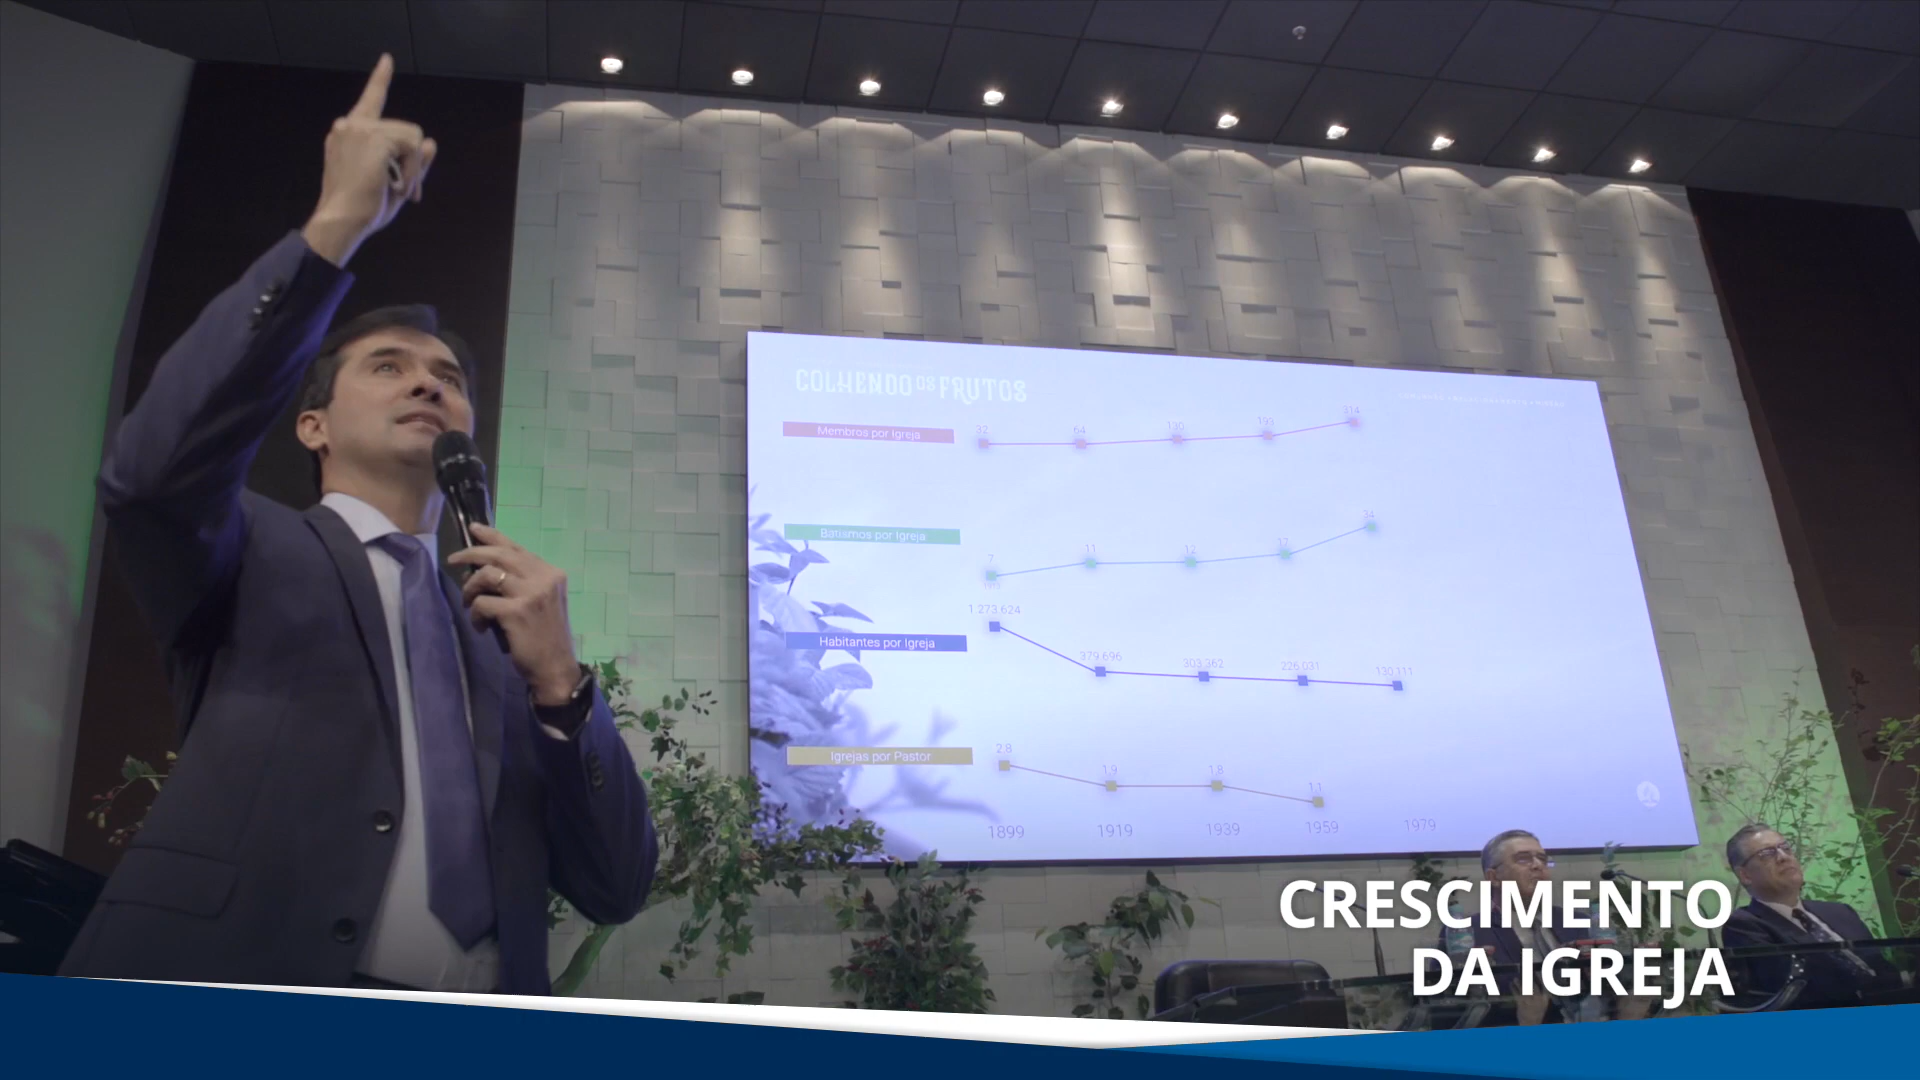 COLHENDO OS FRUTOS
Membros por Igreja
32 64 130 193 314
Batismos por Igreja
7 11 12 17 34
1 273.624
Habitantes por Igreja
379.696 303.362 226.031 130.111
Igrejas por Pastor
2.8 1.9 1.8 1.1
1899 1919 1939 1959 1979
CRESCIMENTO
DA IGREJA